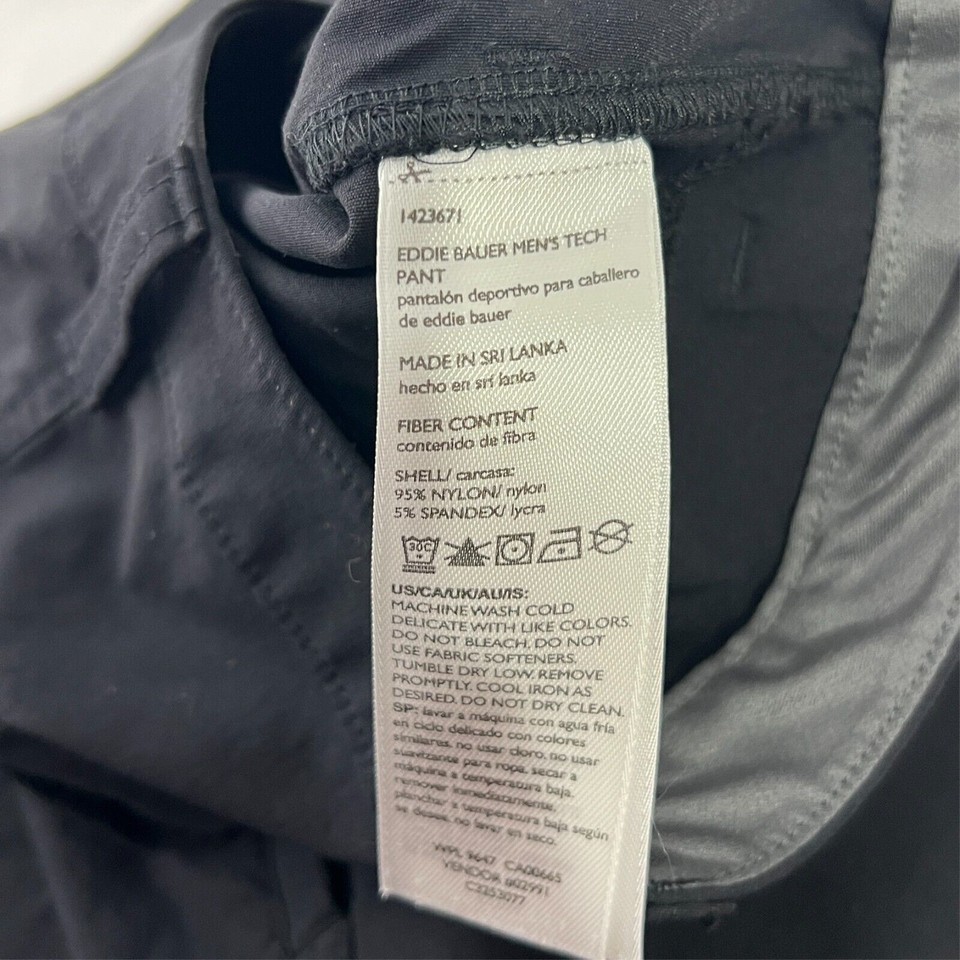 1423671
EDDIE BAUER MEN'S TECH
PANT
pantalón deportivo para caballero
de eddie bauer
MADE IN SRI LANKA
hecho en sri lanka
FIBER CONTENT
contenido de fibra
SHELL/ carcasa:
95% NYLON/ nylon
5% SPANDEX/ lycra
30C
US/CA/UK/AU/IS:
MACHINE WASH COLD
DELICATE WITH LIKE COLORS.
DO NOT BLEACH. DO NOT
USE FABRIC SOFTENERS.
TUMBLE DRY LOW. REMOVE
PROMPTLY. COOL IRON AS
DESIRED. DO NOT DRY CLEAN.
SP: lavar a máquina con agua fría
en ciclo delicado con colores
similares. no usar cloro. no usar
suavizante para ropa. secar a
máquina a temperatura baja.
remover inmediatamente.
planchar a temperatura baja según
se desee. no lavar en seco.
WPL 9647 CA00665
VENDOR 002991
C2253077